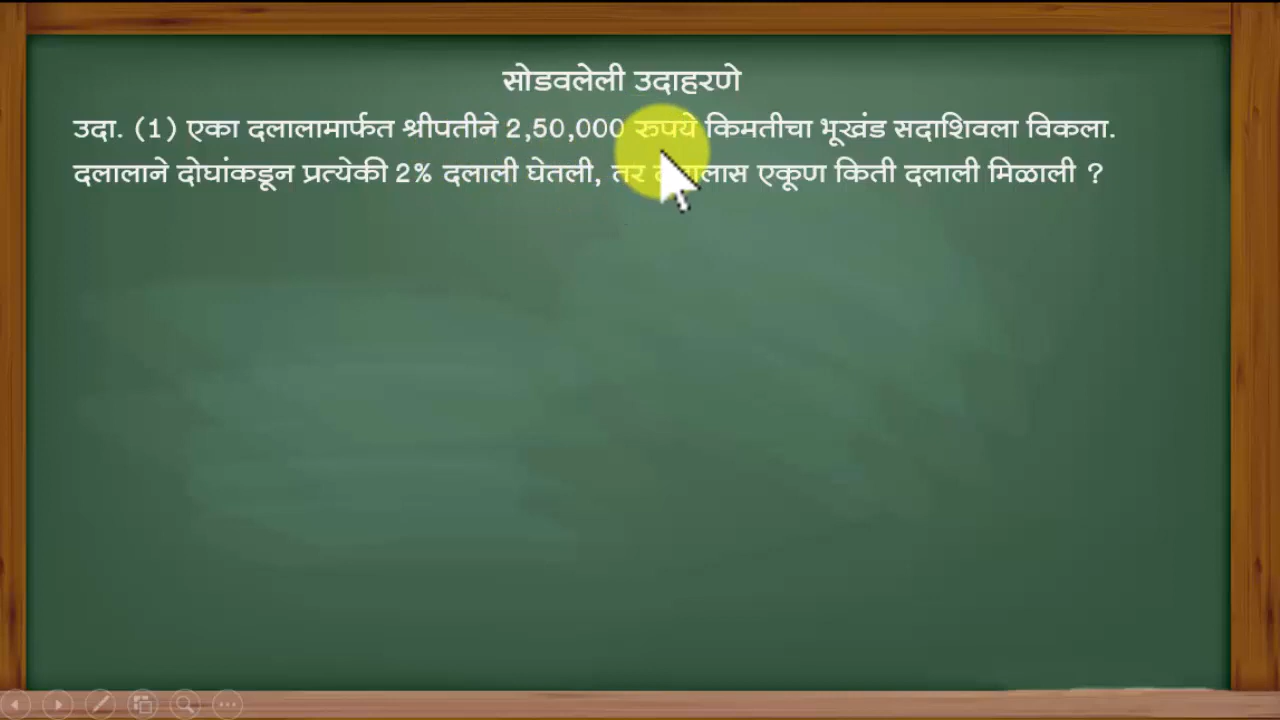 सोडवलेली उदाहरणे
उदा. (1) एका दलालामार्फत श्रीपतीने 2,50,000 रुपये किमतीचा भूखंड सदाशिवला विकला.
दलालाने दोघांकडून प्रत्येकी 2% दलाली घेतली, तर एकूण किती दलाली मिळाली ?